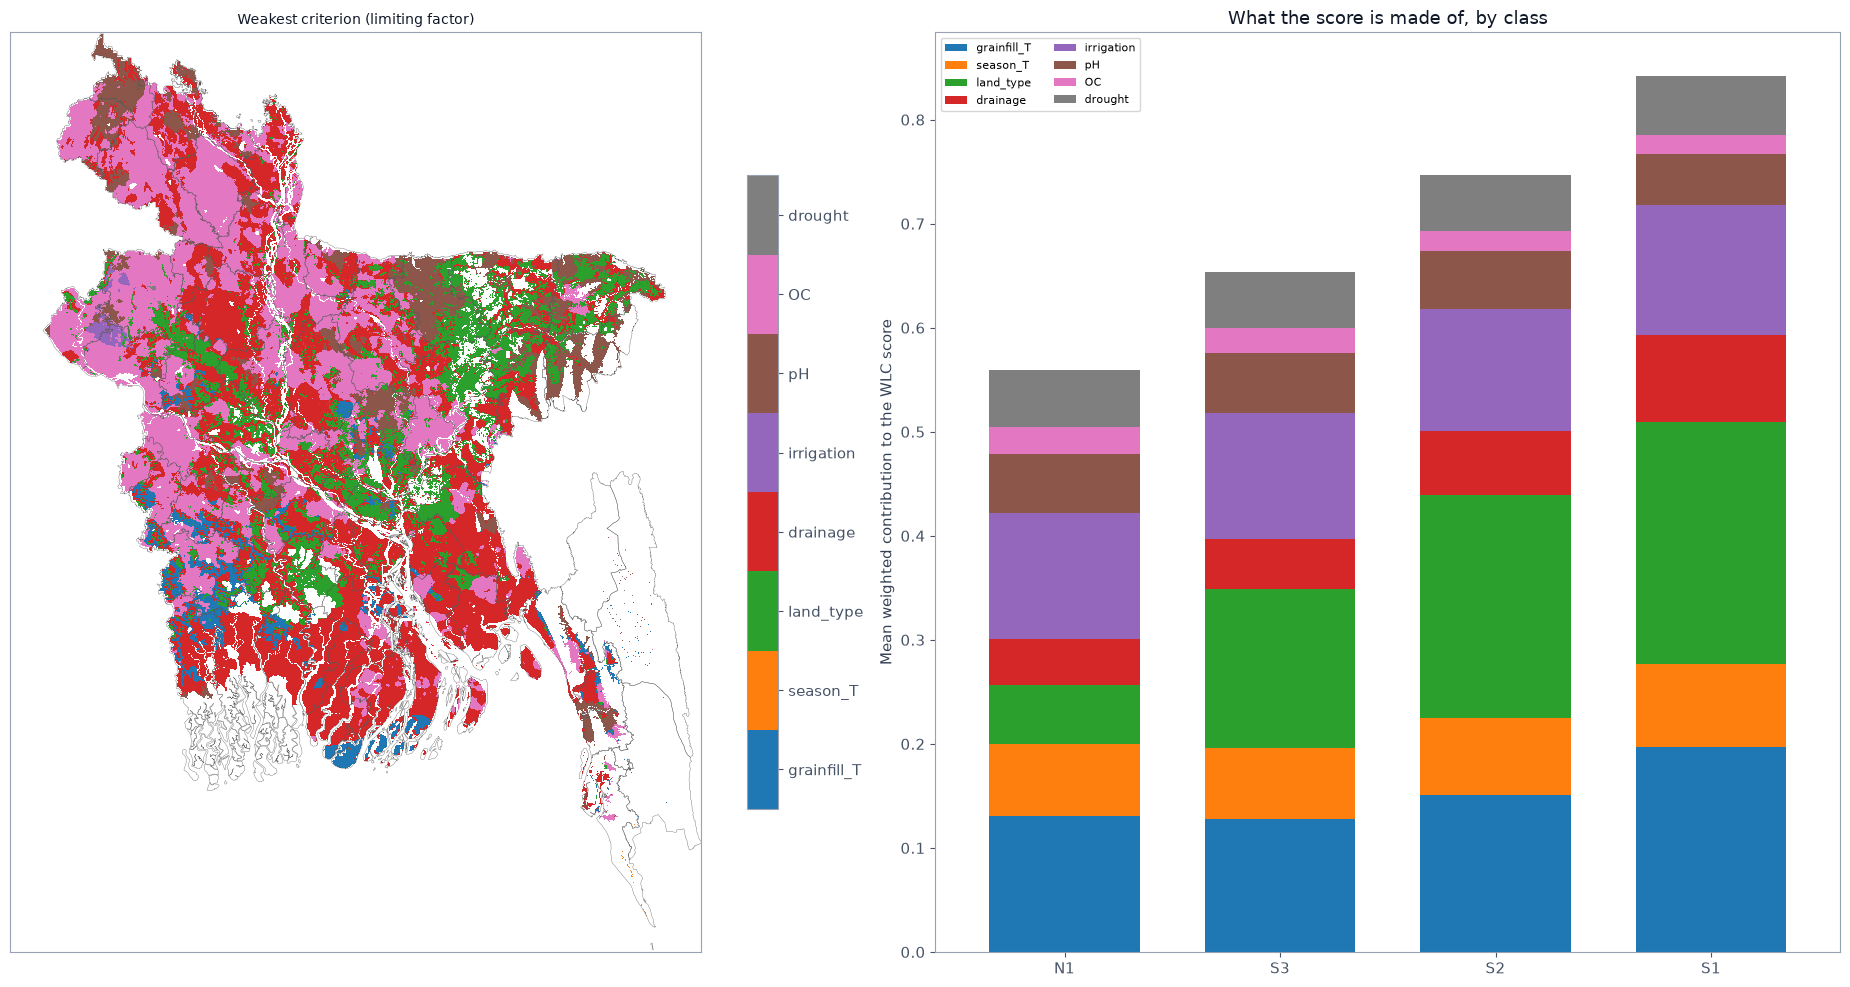 Weakest criterion (limiting factor)
drought
OC
pH
irrigation
drainage
land_type
season_T
grainfill_T
What the score is made of, by class
grainfill_T
season_T
land_type
drainage
irrigation
pH
OC
drought
Mean weighted contribution to the WLC score
0.8
0.7
0.6
0.5
0.4
0.3
0.2
0.1
0.0
N1 S3 S2 S1